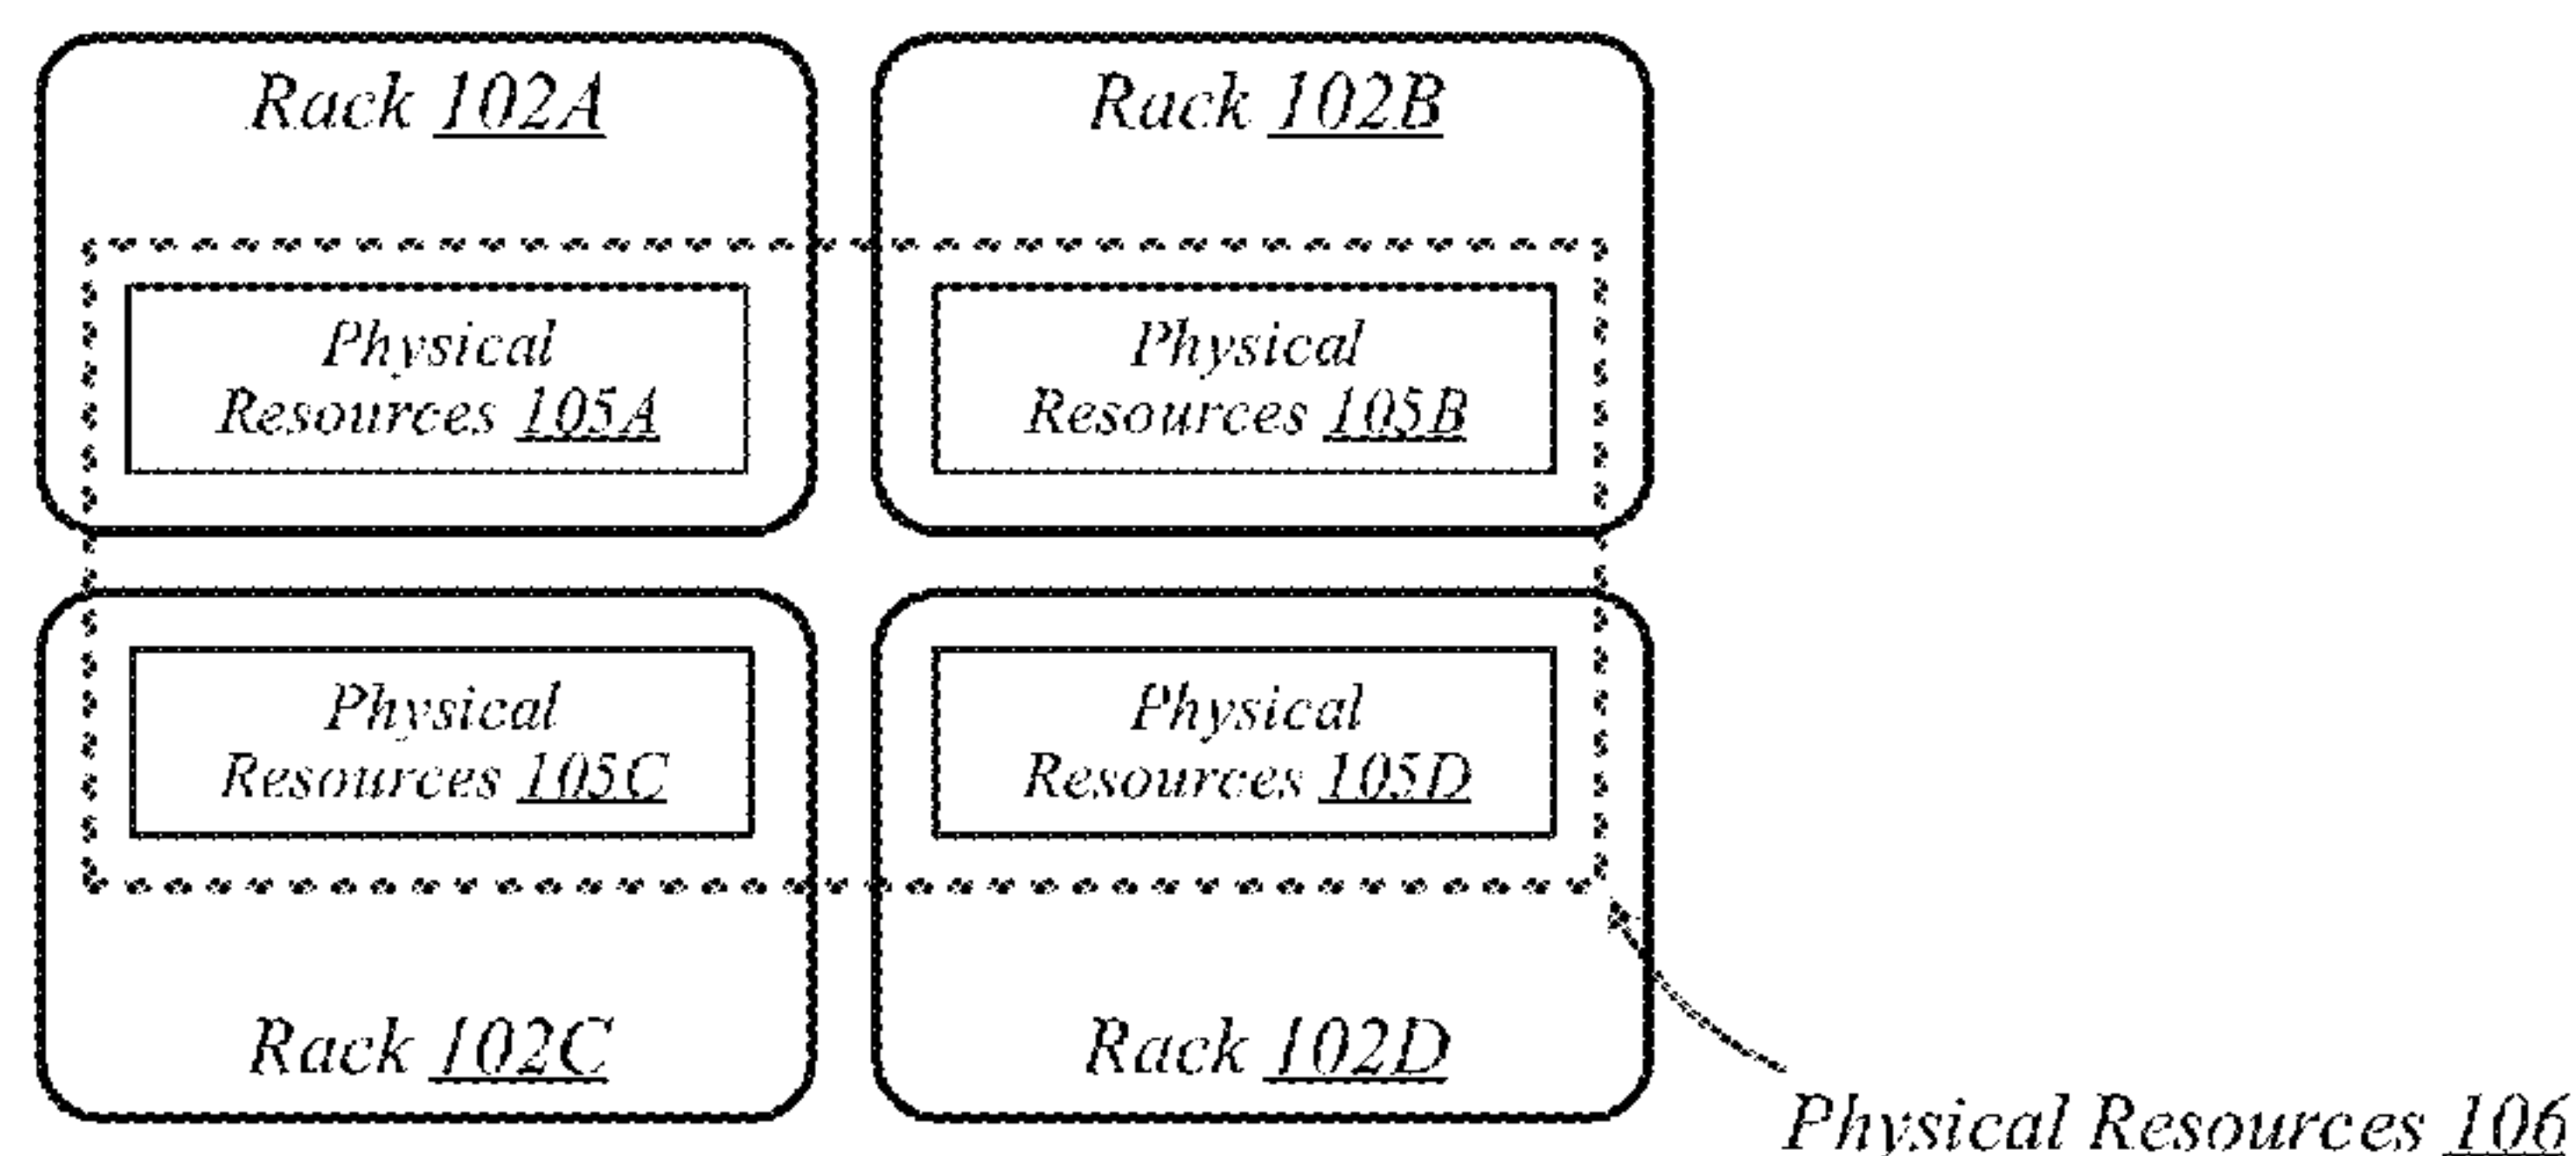 Rack 102A
Rack 102B
Physical
Resources 105A
Physical
Resources 105B
Physical
Resources 105C
Physical
Resources 105D
Rack 102C
Rack 102D
Physical Resources 106